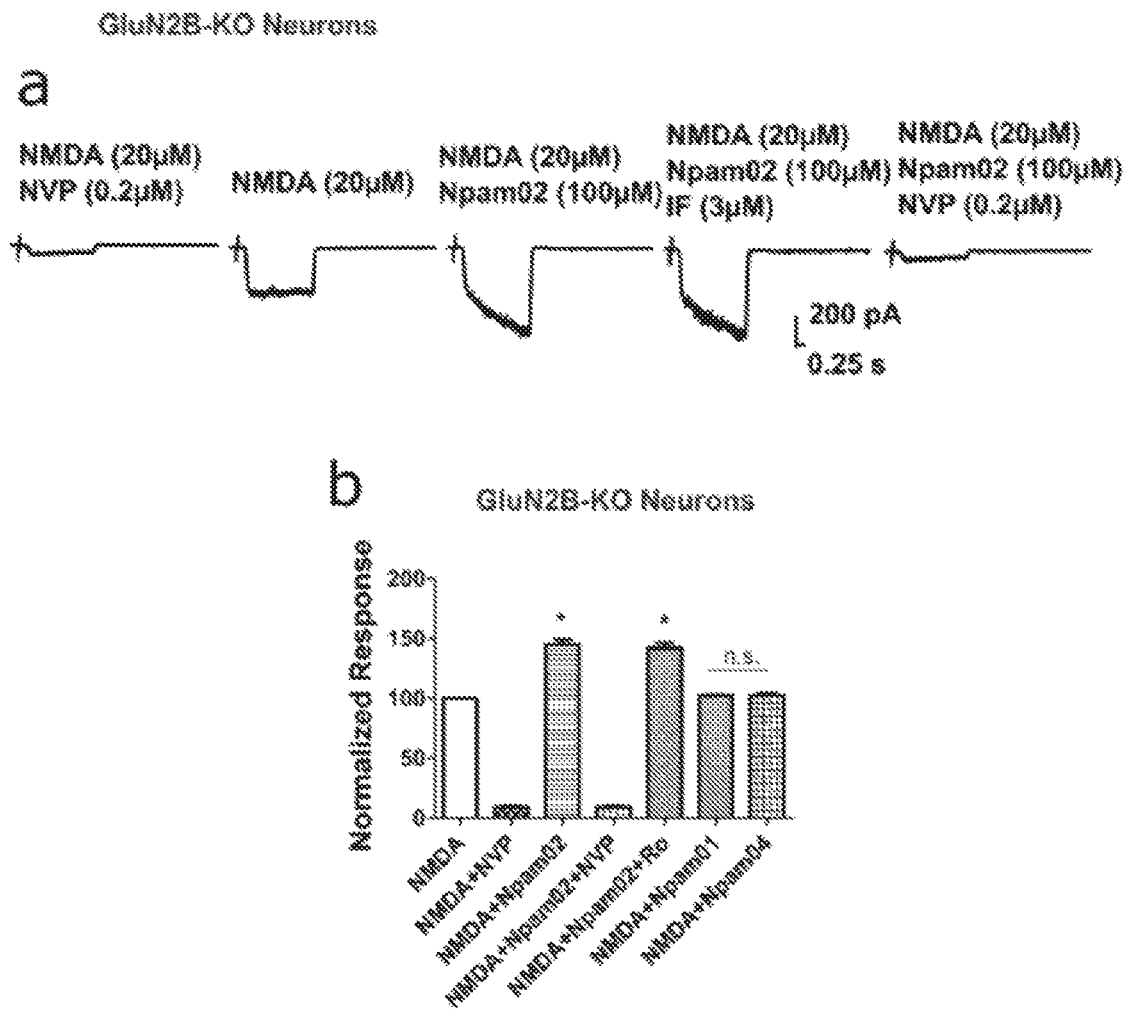 GluN2B-KO Neurons
a
NMDA (20µM)
NVP (0.2µM)
NMDA (20µM)
NMDA (20µM)
Npam02 (100µM)
NMDA (20µM)
Npam02 (100µM)
IF (3µM)
NMDA (20µM)
Npam02 (100µM)
NVP (0.2µM)
200 pA
0.25 s
b
GluN2B-KO Neurons
Normalized Response
200
150
100
50
0
*
*
n.s.
NMDA
NMDA+NVP
NMDA+Npam02
NMDA+Npam02+NVP
NMDA+Npam02+Ro
NMDA+Npam01
NMDA+Npam04